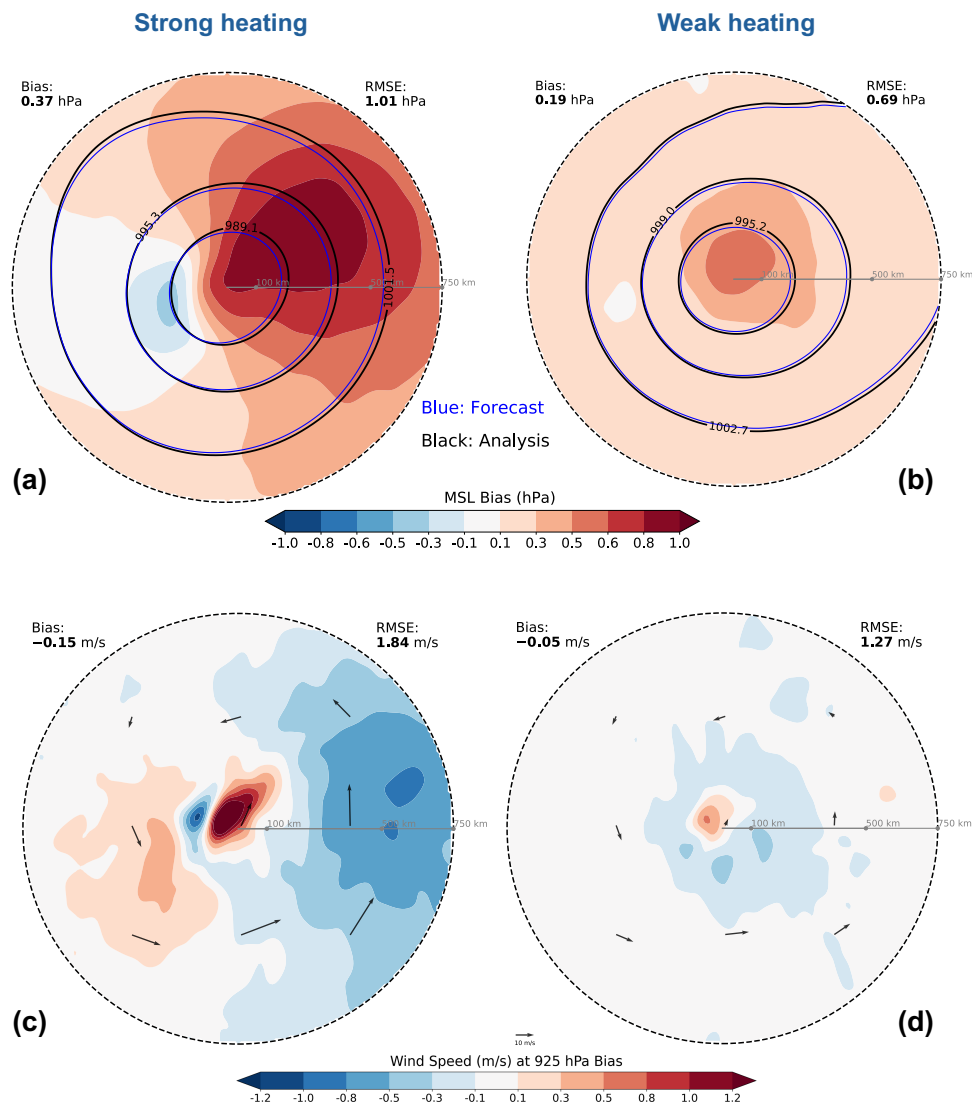 Strong heating
Weak heating
Bias:
0.37 hPa
RMSE:
1.01 hPa
Bias:
0.19 hPa
RMSE:
0.69 hPa
995.3
989.1
1001.5
100 km
500 km
750 km
999.0
995.2
1002.7
100 km
500 km
750 km
Blue: Forecast
Black: Analysis
(a)
(b)
MSL Bias (hPa)
-1.0 -0.8 -0.6 -0.5 -0.3 -0.1 0.1 0.3 0.5 0.6 0.8 1.0
Bias:
−0.15 m/s
RMSE:
1.84 m/s
Bias:
−0.05 m/s
RMSE:
1.27 m/s
100 km
500 km
750 km
100 km
500 km
750 km
(c)
(d)
10 m/s
Wind Speed (m/s) at 925 hPa Bias
-1.2 -1.0 -0.8 -0.5 -0.3 -0.1 0.1 0.3 0.5 0.8 1.0 1.2